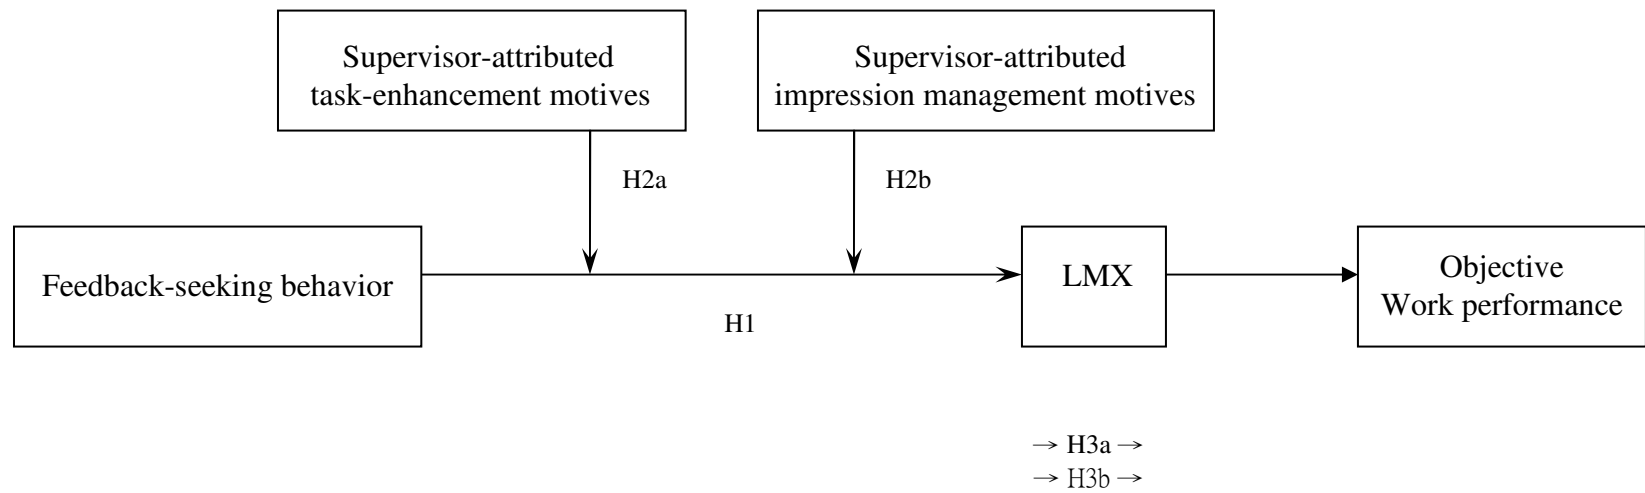 Supervisor-attributed
task-enhancement motives
Supervisor-attributed
impression management motives
H2a
H2b
Feedback-seeking behavior
LMX
Objective
Work performance
H1
→ H3a →
→ H3b →